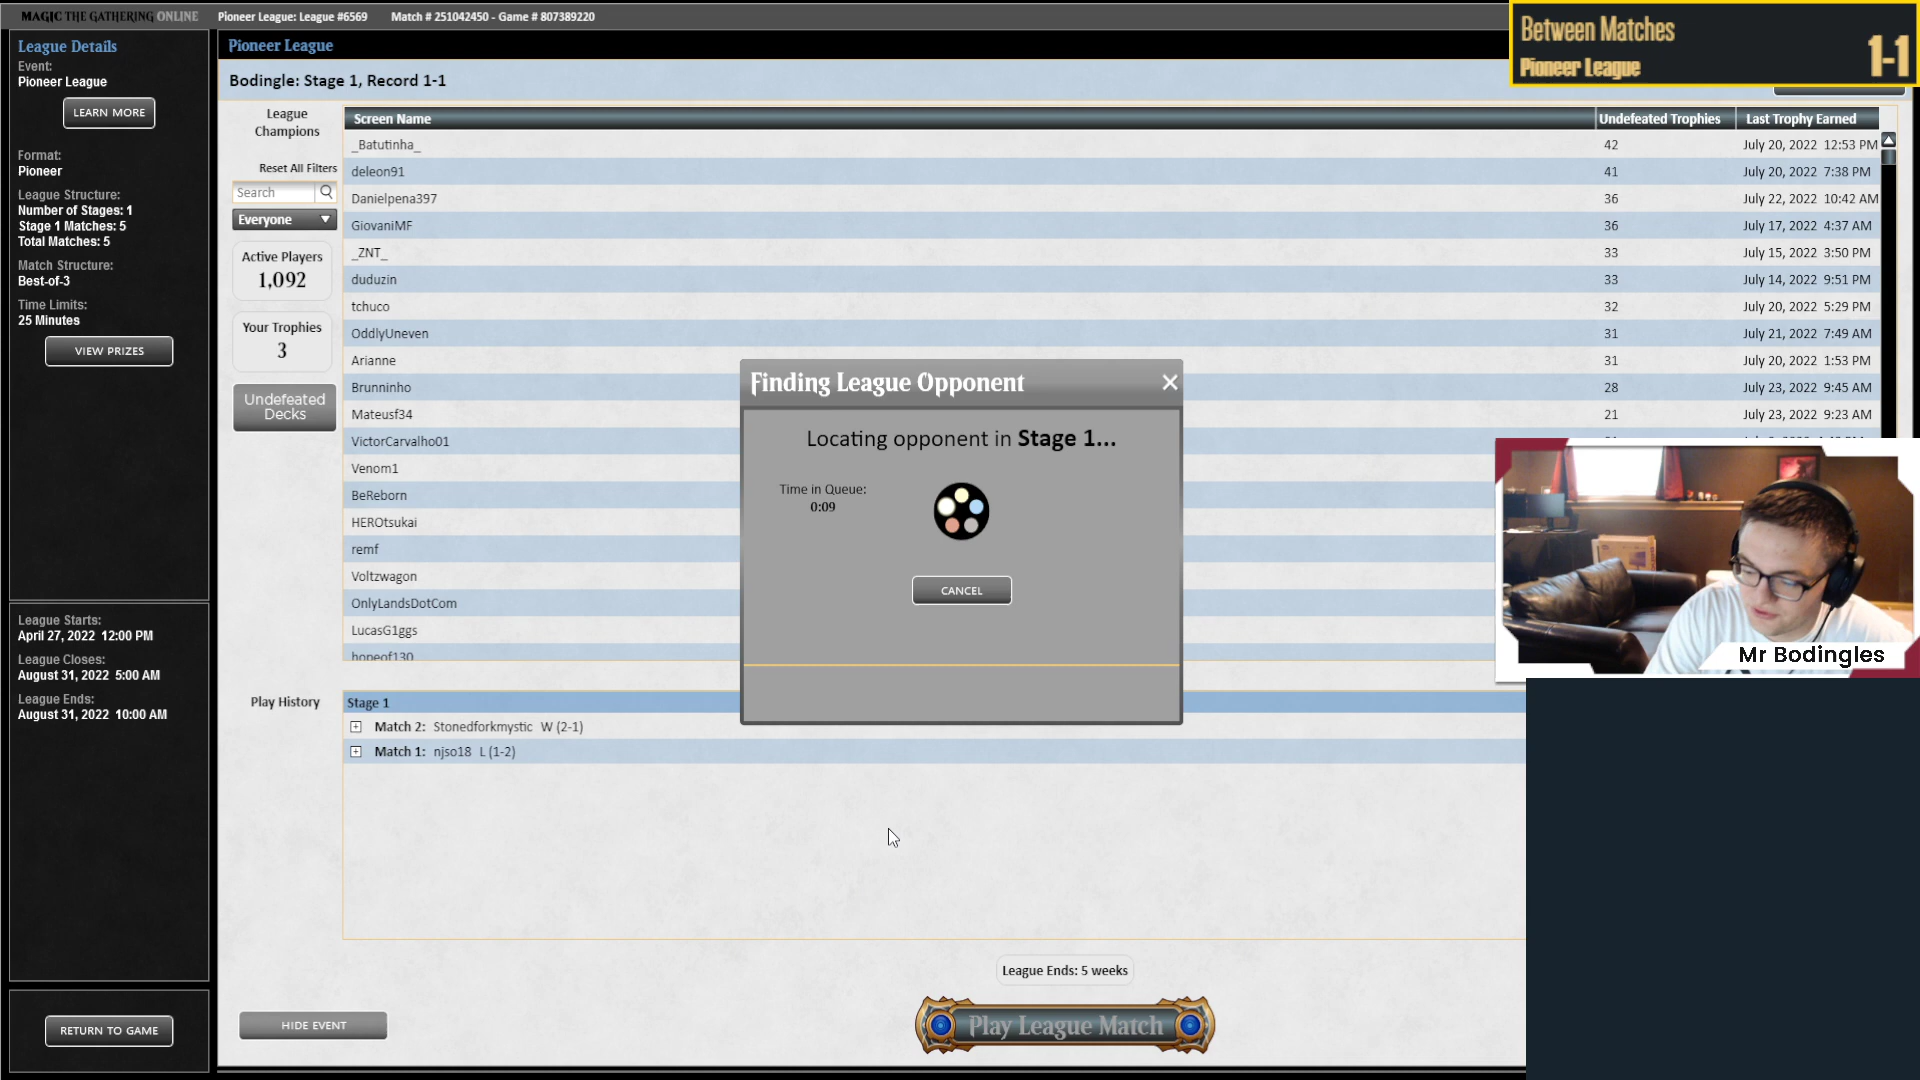 MAGIC THE GATHERING ONLINE
Pioneer League: League #6569
Match # 251042450 - Game # 807389220
Between Matches
Pioneer League
1-1
League Details
Event:
Pioneer League
LEARN MORE
Format:
Pioneer
League Structure:
Number of Stages: 1
Stage 1 Matches: 5
Total Matches: 5
Match Structure:
Best-of-3
Time Limits:
25 Minutes
VIEW PRIZES
League Starts:
April 27, 2022 12:00 PM
League Closes:
August 31, 2022 5:00 AM
League Ends:
August 31, 2022 10:00 AM
RETURN TO GAME
Pioneer League
Bodingle: Stage 1, Record 1-1
League
Champions
Reset All Filters
Search
Everyone
Active Players
1,092
Your Trophies
3
Undefeated
Decks
Screen Name Undefeated Trophies Last Trophy Earned
_Batutinha_ 42 July 20, 2022 12:53 PM
deleon91 41 July 20, 2022 7:38 PM
Danielpena397 36 July 22, 2022 10:42 AM
GiovaniMF 36 July 17, 2022 4:37 AM
_ZNT_ 33 July 15, 2022 3:50 PM
duduzin 33 July 14, 2022 9:51 PM
tchuco 32 July 20, 2022 5:29 PM
OddlyUneven 31 July 21, 2022 7:49 AM
Arianne 31 July 20, 2022 1:53 PM
Brunninho 28 July 23, 2022 9:45 AM
Mateusf34 21 July 23, 2022 9:23 AM
VictorCarvalho01
Venom1
BeReborn
HEROtsukai
remf
Voltzwagon
OnlyLandsDotCom
LucasG1ggs
hopeof130
Finding League Opponent
Locating opponent in Stage 1...
Time in Queue:
0:09
CANCEL
Mr Bodingles
Play History
Stage 1
Match 2: Stonedforkmystic W (2-1)
Match 1: njso18 L (1-2)
League Ends: 5 weeks
HIDE EVENT
Play League Match